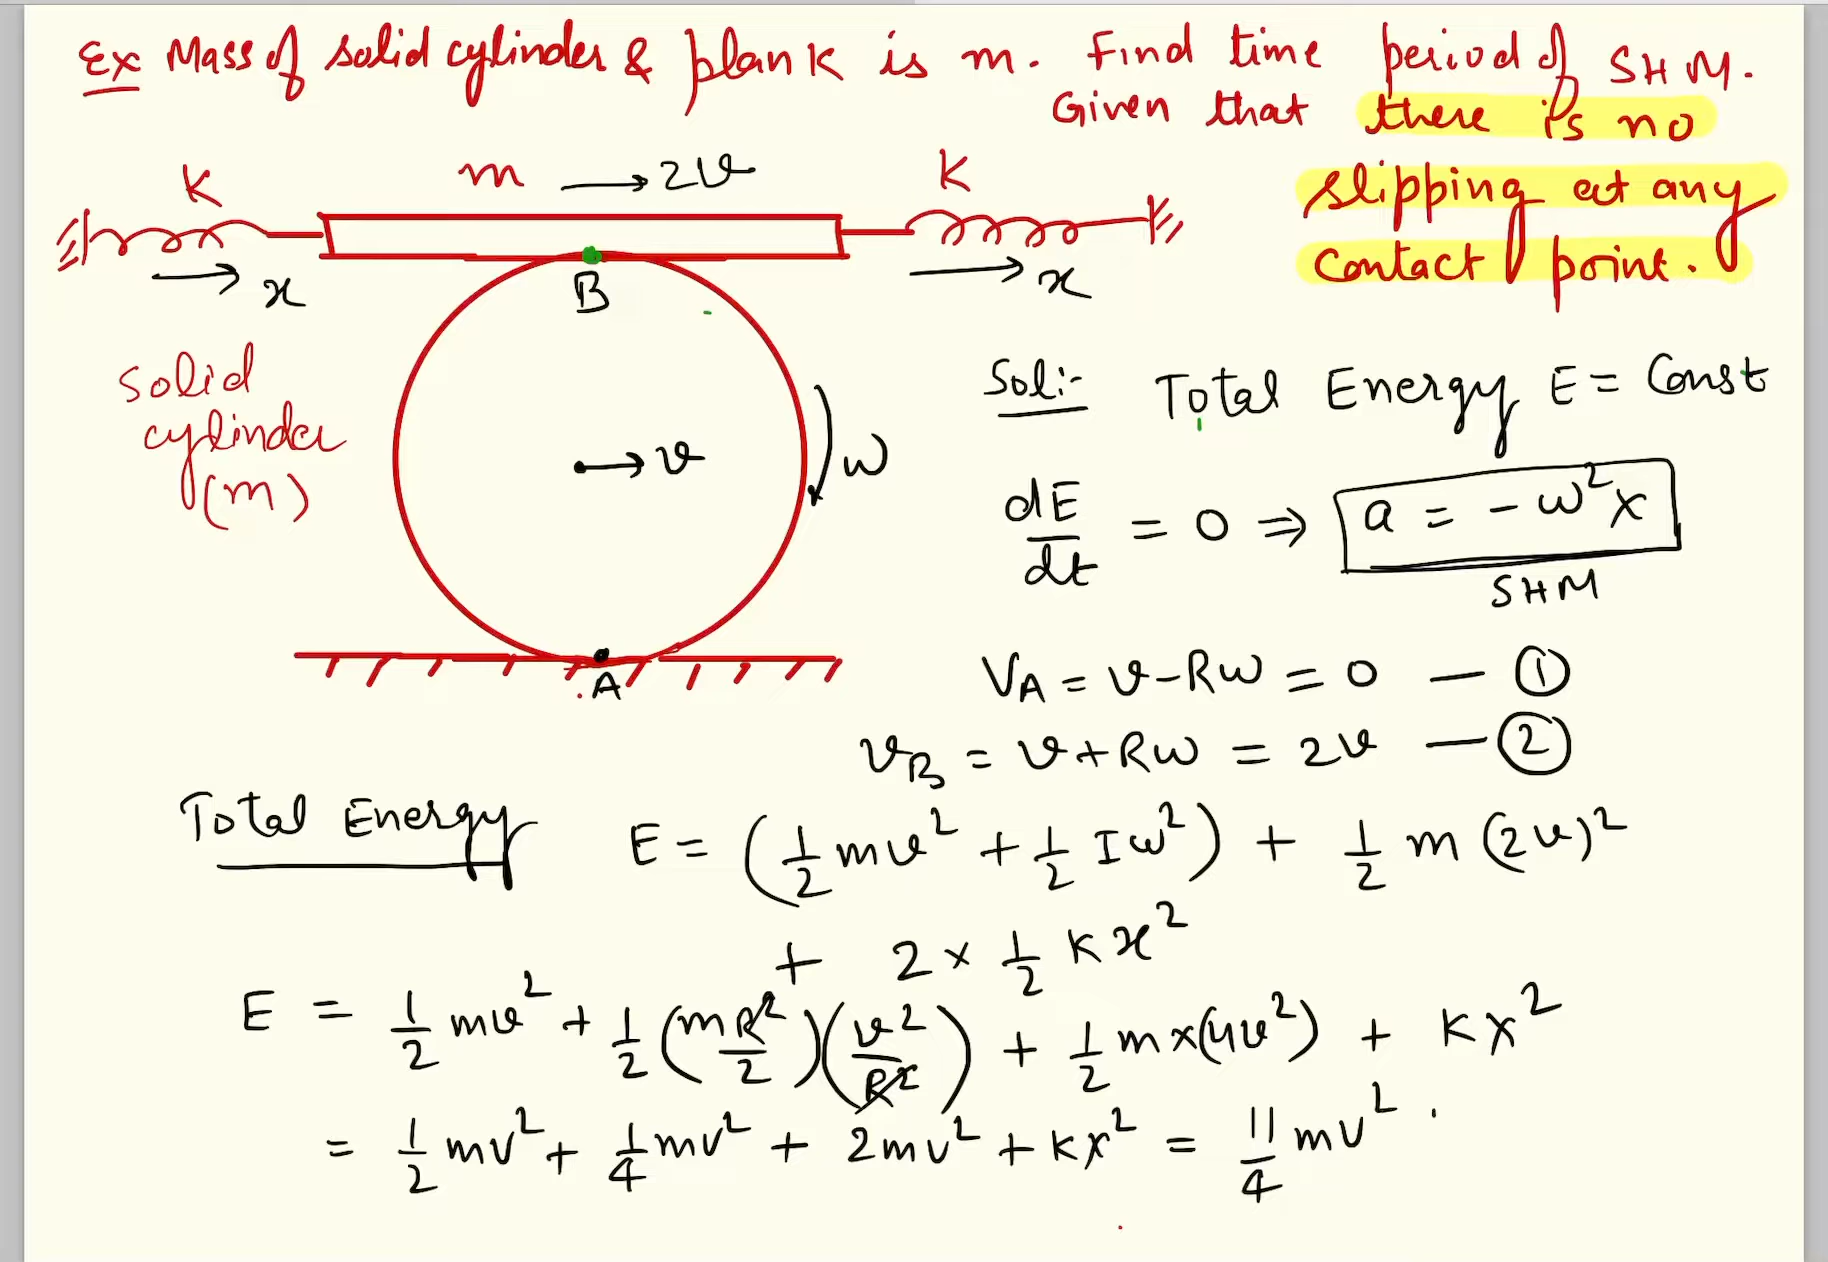 Ex Mass of solid cylinder & plank is m. Find time period of SHM.
Given that there is no
slipping at any
contact point.
K m → 2v K
x x
B
solid
cylinder
(m)
v
ω
A
Sol:- Total Energy E = Const
dE/dt = 0 ⇒ a = -ω²x
SHM
V_A = v - Rω = 0 — ①
v_B = v + Rω = 2v — ②
Total Energy E = (1/2 mv² + 1/2 Iω²) + 1/2 m (2v)²
+ 2 × 1/2 K x²
E = 1/2 mv² + 1/2 (mR²/2)(v²/R²) + 1/2 m×(4v²) + Kx²
= 1/2 mv² + 1/4 mv² + 2mv² + Kx² = 11/4 mv²